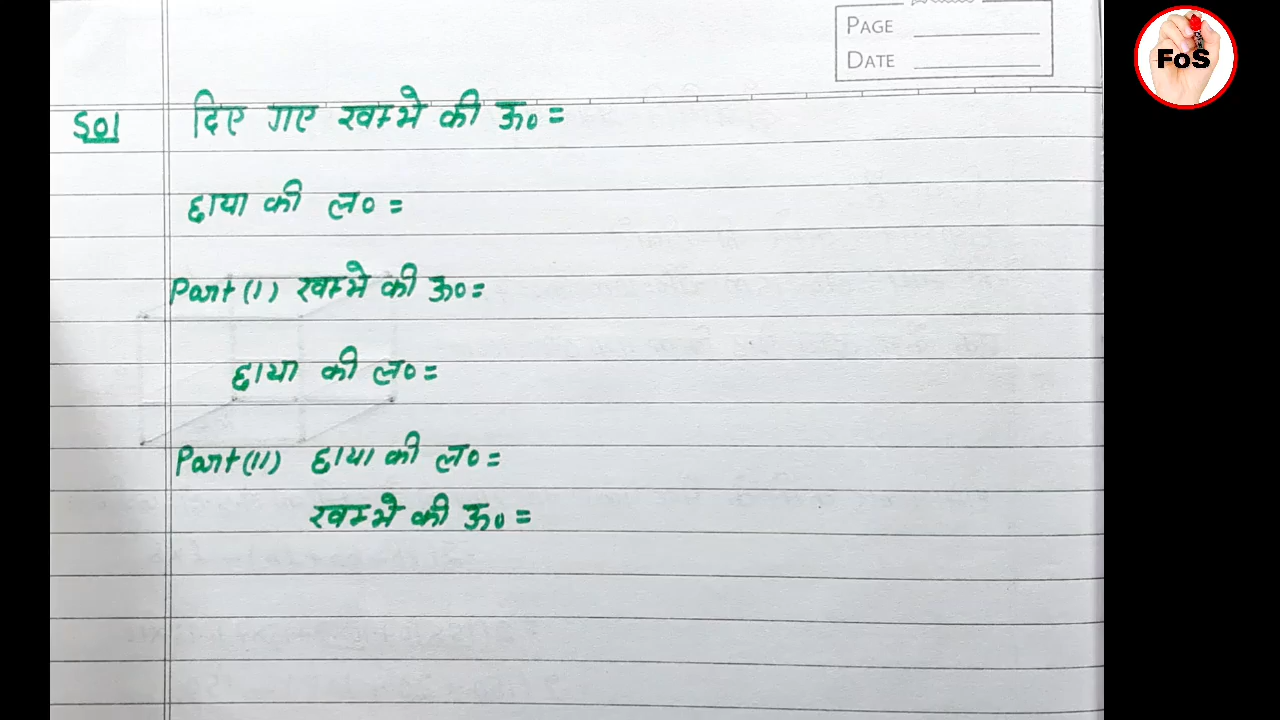 PAGE
DATE
FoS
Sol दिए गए खम्भे की ऊ० =
छाया की ल० =
Part (I) खम्भे की ऊ० =
छाया की ल० =
Part (II) छाया की ल० =
खम्भे की ऊ० =